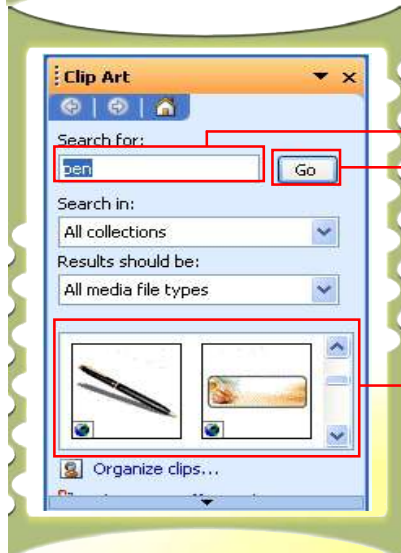 Clip Art
Search for:
pen
Go
Search in:
All collections
Results should be:
All media file types
Organize clips...